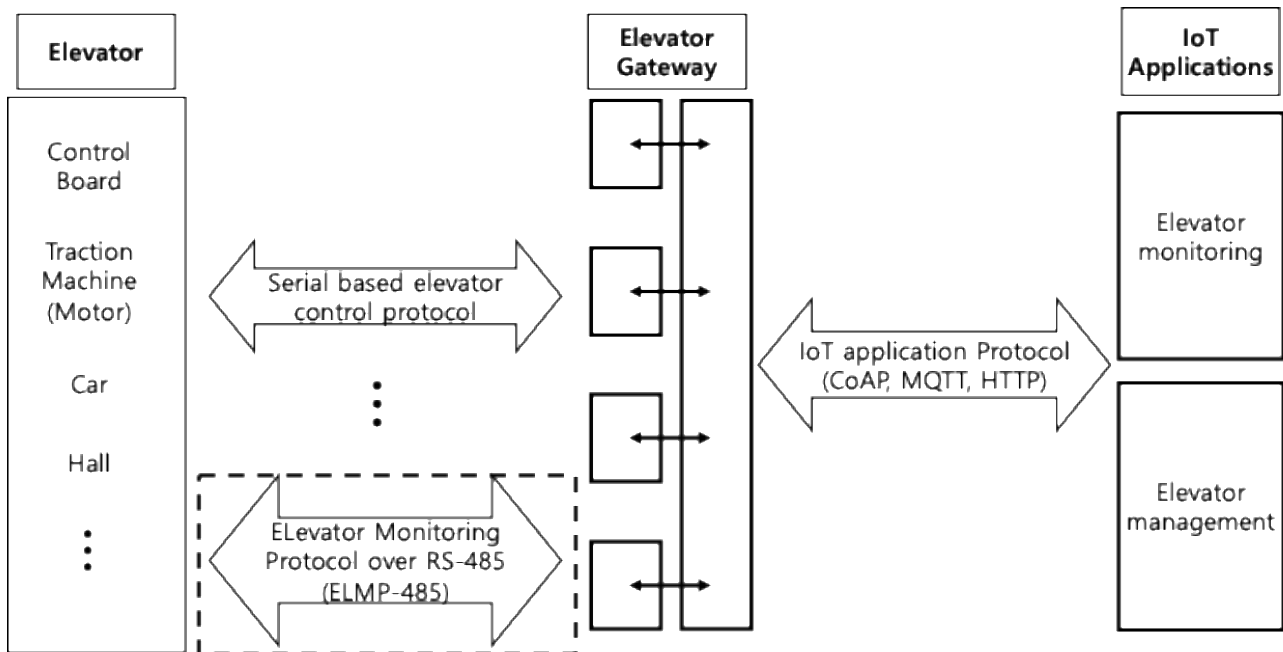 Elevator
Control
Board
Traction
Machine
(Motor)
Car
Hall
Serial based elevator
control protocol
ELevator Monitoring
Protocol over RS-485
(ELMP-485)
Elevator
Gateway
IoT application Protocol
(CoAP, MQTT, HTTP)
IoT
Applications
Elevator
monitoring
Elevator
management